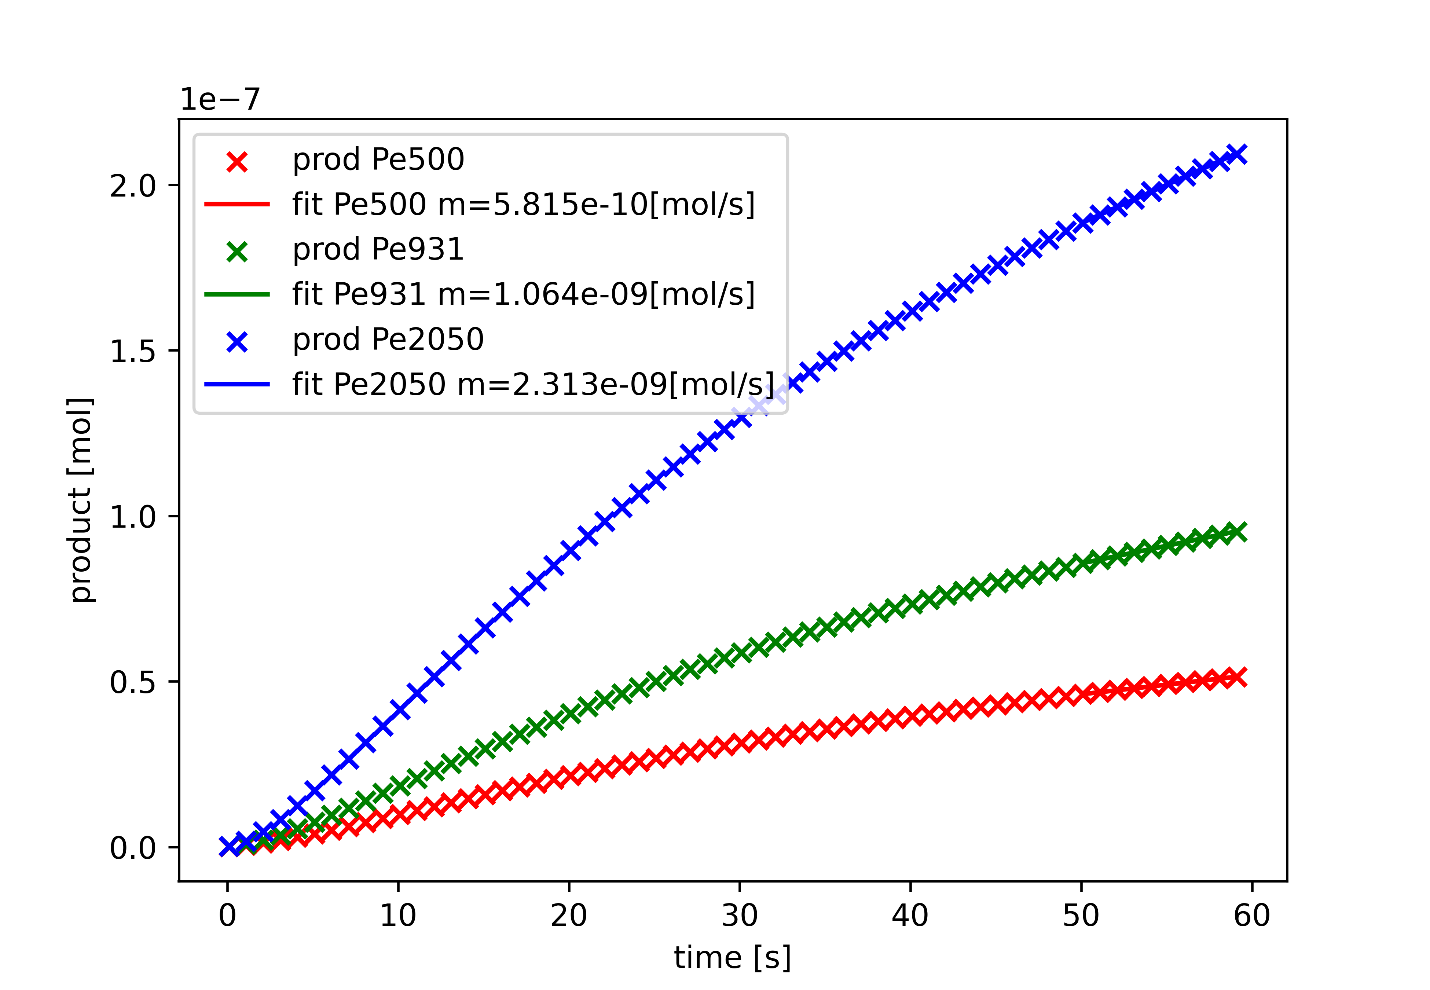 1e−7
prod Pe500
fit Pe500 m=5.815e-10[mol/s]
prod Pe931
fit Pe931 m=1.064e-09[mol/s]
prod Pe2050
fit Pe2050 m=2.313e-09[mol/s]
2.0
1.5
1.0
0.5
0.0
product [mol]
0 10 20 30 40 50 60
time [s]